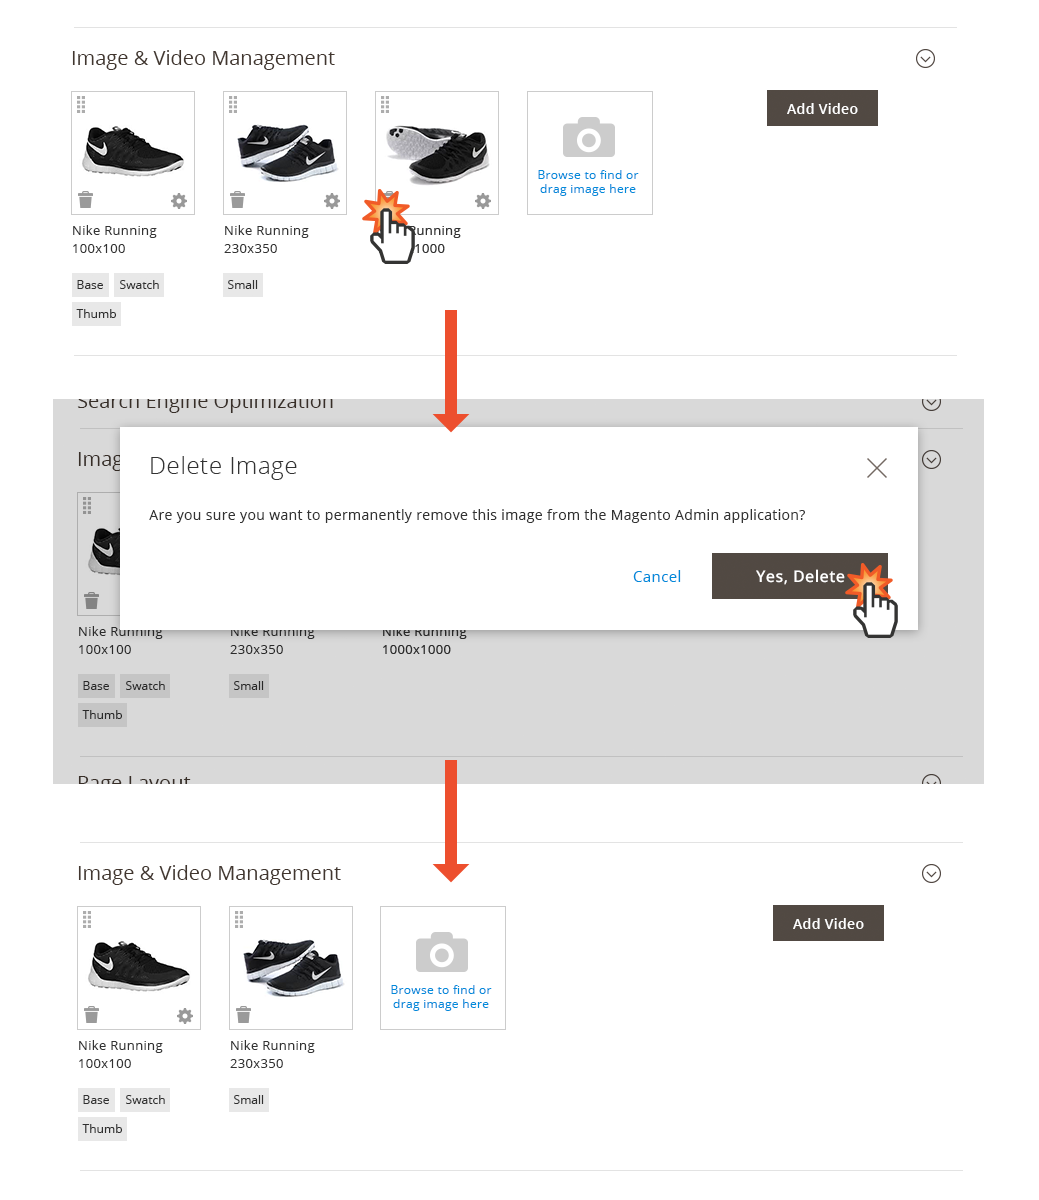 Image & Video Management
Add Video
Browse to find or
drag image here
Nike Running
100x100
Nike Running
230x350
Running
1000
Base Swatch
Small
Thumb
Search Engine Optimization
Imag
Delete Image
Are you sure you want to permanently remove this image from the Magento Admin application?
Cancel
Yes, Delete
Nike Running
100x100
Nike Running
230x350
Nike Running
1000x1000
Base Swatch
Small
Thumb
Page Layout
Image & Video Management
Add Video
Browse to find or
drag image here
Nike Running
100x100
Nike Running
230x350
Base Swatch
Small
Thumb